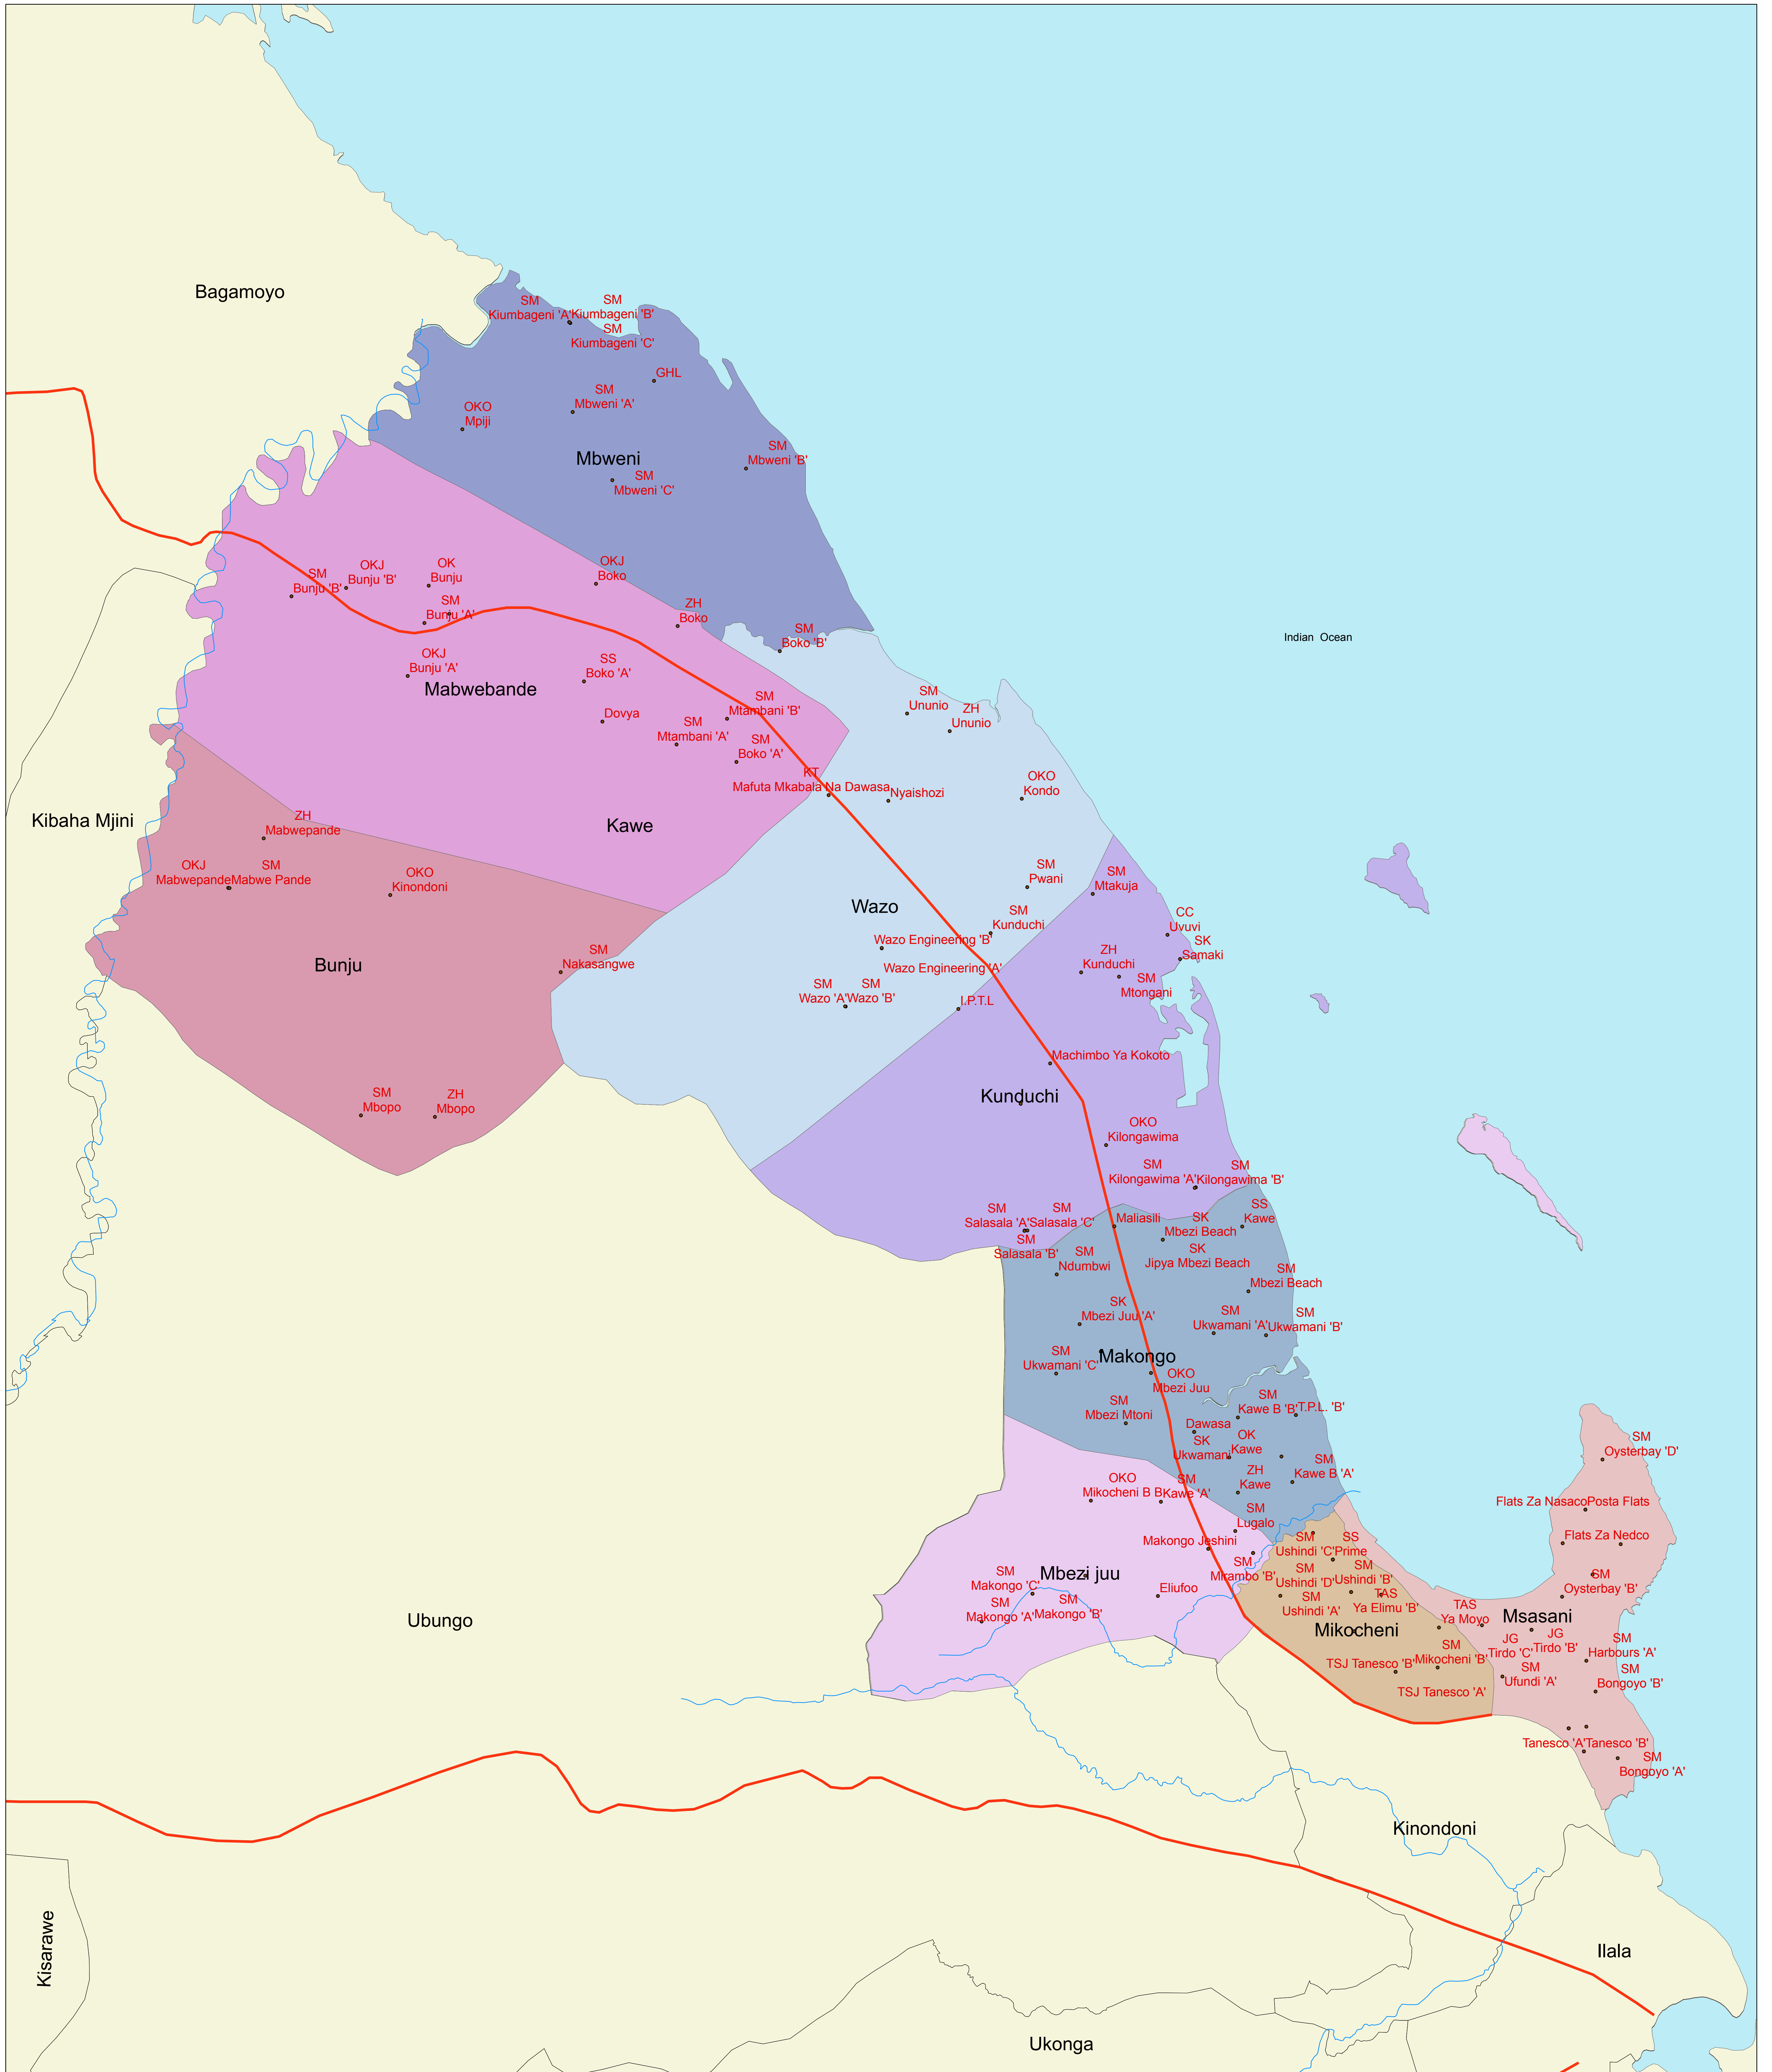 Bagamoyo
SM
Kiumbageni 'A'
SM
Kiumbageni 'B'
SM
Kiumbageni 'C'
GHL
SM
Mbweni 'A'
OKO
Mpiji
Mbweni
SM
Mbweni 'B'
SM
Mbweni 'C'
OKJ
Boko
OKJ
Bunju 'B'
OK
Bunju
SM
Bunju 'B'
SM
Bunju 'A'
ZH
Boko
SM
Boko 'B'
Indian Ocean
OKJ
Bunju 'A'
SS
Boko 'A'
Mabwebande
Dovya
SM
Mtambani 'B'
SM
Mtambani 'A'
SM
Boko 'A'
SM
Ununio
ZH
Ununio
KT
Mafuta Mkabala Na Dawasa
Nyaishozi
OKO
Kondo
Kibaha Mjini
ZH
Mabwepande
Kawe
OKJ
Mabwepande
SM
Mabwe Pande
OKO
Kinondoni
SM
Pwani
SM
Mtakuja
Wazo
SM
Kunduchi
CC
Uvuvi
Wazo Engineering 'B'
SK
Samaki
Bunju
SM
Nakasangwe
Wazo Engineering 'A'
ZH
Kunduchi
SM
Mtongani
SM
Wazo 'A'
SM
Wazo 'B'
I.P.T.L
Machimbo Ya Kokoto
Kunduchi
SM
Mbopo
ZH
Mbopo
OKO
Kilongawima
SM
Kilongawima 'A'
SM
Kilongawima 'B'
SM
Salasala 'A'
SM
Salasala 'C'
SM
Salasala 'B'
Maliasili
SK
Mbezi Beach
SS
Kawe
SK
Jipya Mbezi Beach
SM
Ndumbwi
SM
Mbezi Beach
SK
Mbezi Juu 'A'
SM
Ukwamani 'A'
SM
Ukwamani 'B'
Makongo
SM
Ukwamani 'C'
OKO
Mbezi Juu
SM
Mbezi Mtoni
SM
Kawe B 'B'
T.P.L. 'B'
Dawasa
SK
Ukwamani
OK
Kawe
SM
Kawe B 'A'
ZH
Kawe
OKO
Mikocheni B B
SM
Kawe 'A'
SM
Lugalo
Makongo Jeshini
SM
Oysterbay 'D'
Flats Za Nasaco
Posta Flats
Flats Za Nedco
SM
Ushindi 'C'
SS
Prime
SM
Mirambo 'B'
SM
Ushindi 'D'
SM
Ushindi 'B'
SM
Ushindi 'A'
TAS
Ya Elimu 'B'
SM
Oysterbay 'B'
Mbezi juu
SM
Makongo 'C'
Eliufoo
SM
Makongo 'A'
SM
Makongo 'B'
Ubungo
TAS
Ya Moyo
Msasani
Mikocheni
JG
Tirdo 'C'
JG
Tirdo 'B'
SM
Harbours 'A'
SM
Mikocheni 'B'
TSJ Tanesco 'B'
SM
Ufundi 'A'
SM
Bongoyo 'B'
TSJ Tanesco 'A'
Tanesco 'A'
Tanesco 'B'
SM
Bongoyo 'A'
Kinondoni
Kisarawe
Ilala
Ukonga